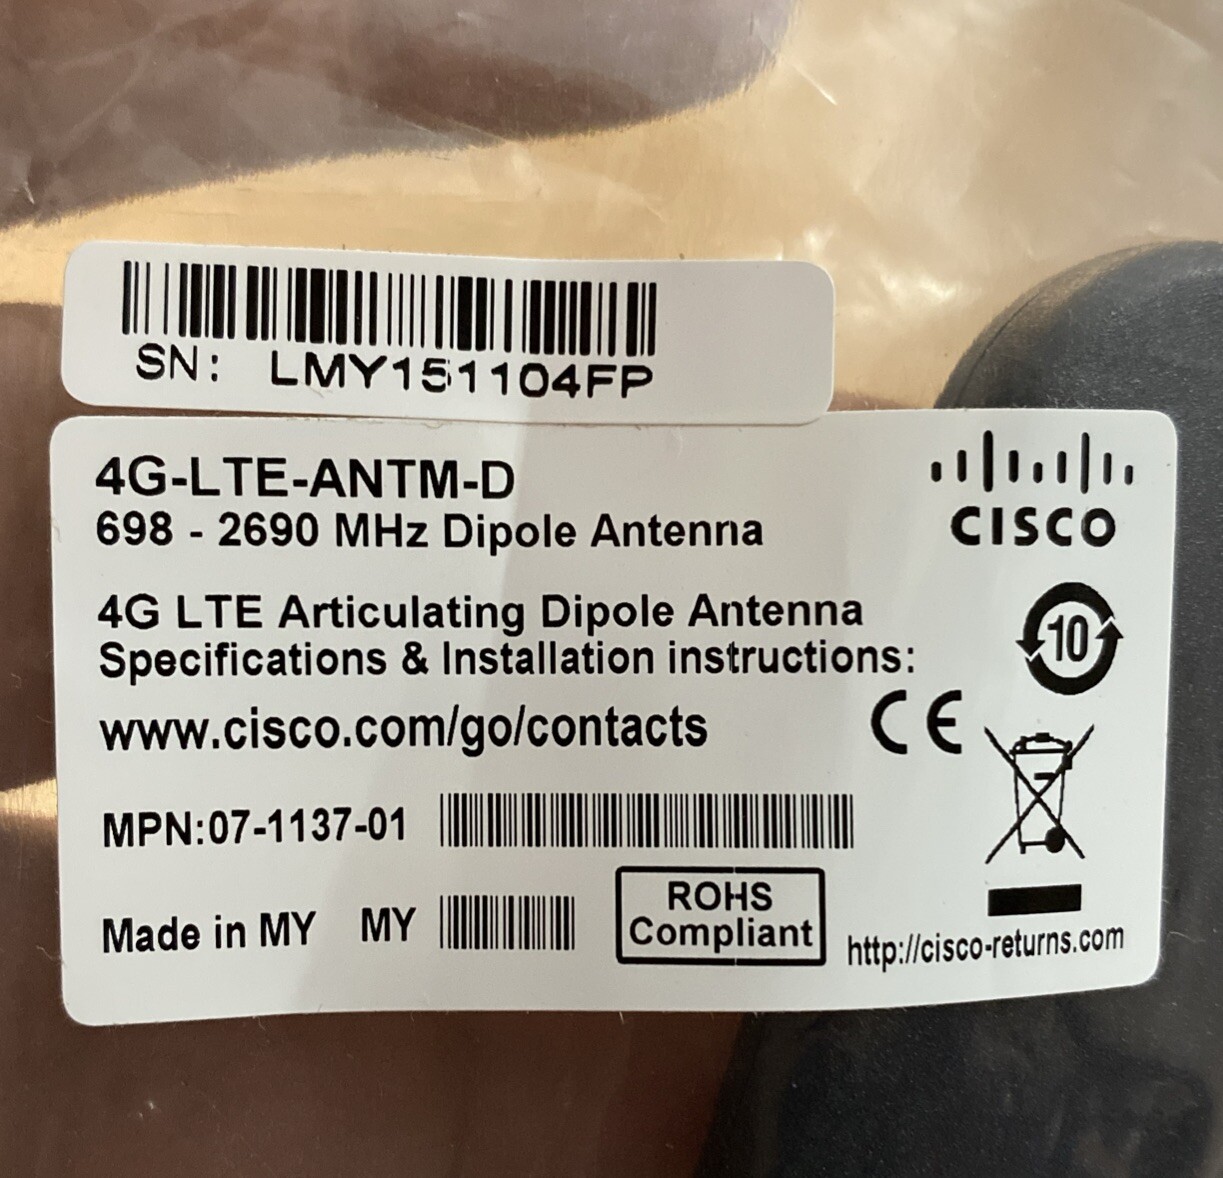 SN: LMY151104FP
4G-LTE-ANTM-D
698 - 2690 MHz Dipole Antenna
CISCO
4G LTE Articulating Dipole Antenna
Specifications & Installation instructions:
10
www.cisco.com/go/contacts
CE
MPN:07-1137-01
Made in MY MY
ROHS
Compliant
http://cisco-returns.com